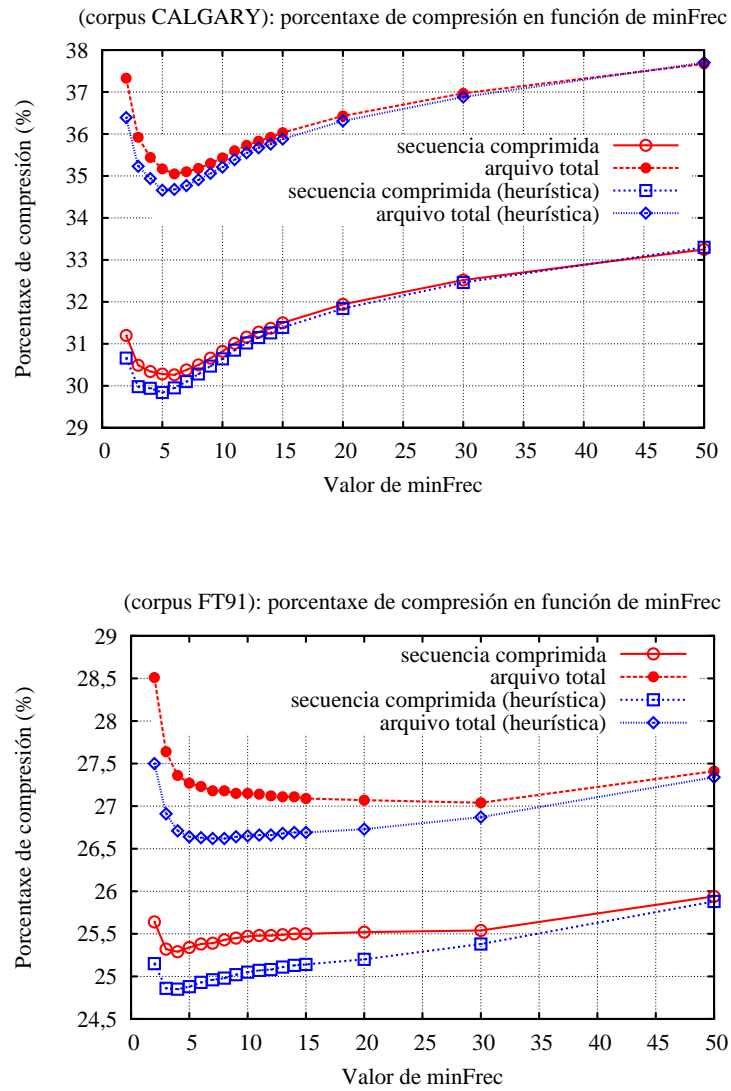 (corpus CALGARY): porcentaxe de compresión en función de minFrec
38
37
36
35
34
33
32
31
30
29
Porcentaxe de compresión (%)
secuencia comprimida
arquivo total
secuencia comprimida (heurística)
arquivo total (heurística)
0 5 10 15 20 25 30 35 40 45 50
Valor de minFrec
(corpus FT91): porcentaxe de compresión en función de minFrec
29
28,5
28
27,5
27
26,5
26
25,5
25
24,5
Porcentaxe de compresión (%)
secuencia comprimida
arquivo total
secuencia comprimida (heurística)
arquivo total (heurística)
0 5 10 15 20 25 30 35 40 45 50
Valor de minFrec